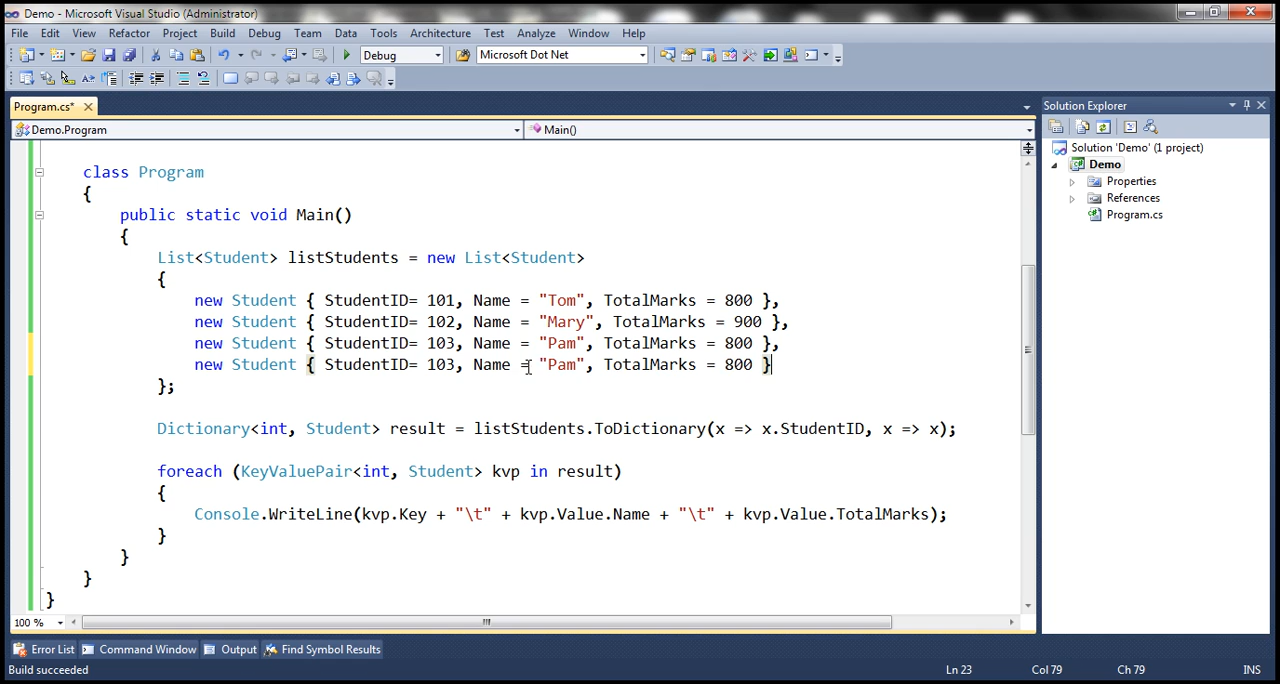 Demo - Microsoft Visual Studio (Administrator)
File Edit View Refactor Project Build Debug Team Data Tools Architecture Test Analyze Window Help
Debug Microsoft Dot Net
Program.cs*
Solution Explorer
Demo.Program Main()
Solution 'Demo' (1 project)
Demo
Properties
References
Program.cs
class Program
{
public static void Main()
{
List<Student> listStudents = new List<Student>
{
new Student { StudentID= 101, Name = "Tom", TotalMarks = 800 },
new Student { StudentID= 102, Name = "Mary", TotalMarks = 900 },
new Student { StudentID= 103, Name = "Pam", TotalMarks = 800 },
new Student { StudentID= 103, Name = "Pam", TotalMarks = 800 }
};
Dictionary<int, Student> result = listStudents.ToDictionary(x => x.StudentID, x => x);
foreach (KeyValuePair<int, Student> kvp in result)
{
Console.WriteLine(kvp.Key + "\t" + kvp.Value.Name + "\t" + kvp.Value.TotalMarks);
}
}
}
}
100 %
Error List Command Window Output Find Symbol Results
Build succeeded Ln 23 Col 79 Ch 79 INS